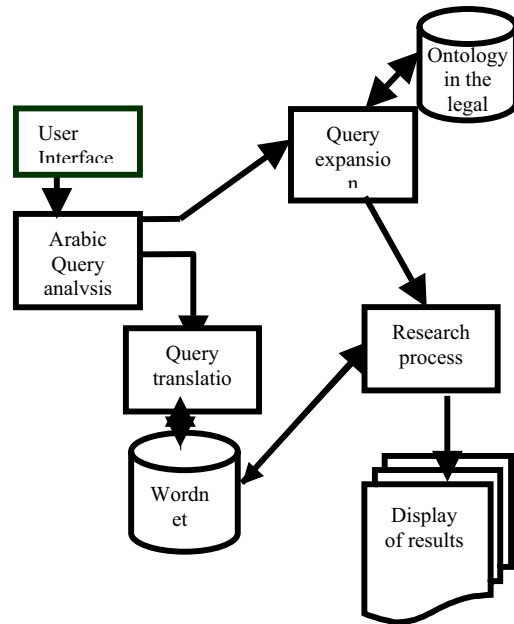 Ontology
in the
legal
User
Interface
Query
expansio
n
Arabic
Query
analysis
Research
process
Query
translatio
Wordn
et
Display
of results